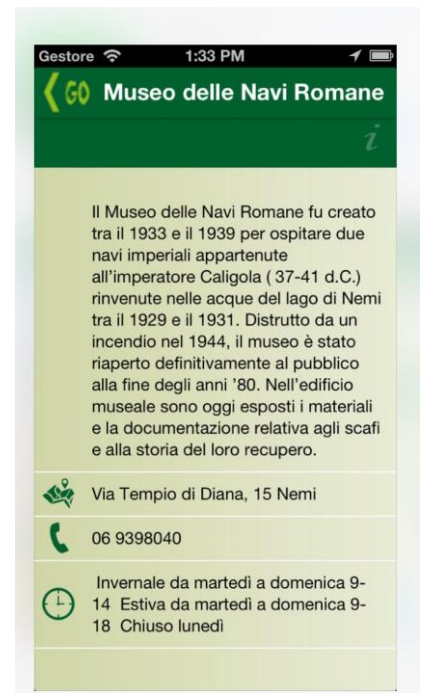 Gestore 1:33 PM
GO Museo delle Navi Romane
i
Il Museo delle Navi Romane fu creato
tra il 1933 e il 1939 per ospitare due
navi imperiali appartenute
all'imperatore Caligola ( 37-41 d.C.)
rinvenute nelle acque del lago di Nemi
tra il 1929 e il 1931. Distrutto da un
incendio nel 1944, il museo è stato
riaperto definitivamente al pubblico
alla fine degli anni '80. Nell'edificio
museale sono oggi esposti i materiali
e la documentazione relativa agli scafi
e alla storia del loro recupero.
Via Tempio di Diana, 15 Nemi
06 9398040
Invernale da martedì a domenica 9-
14 Estiva da martedì a domenica 9-
18 Chiuso lunedì